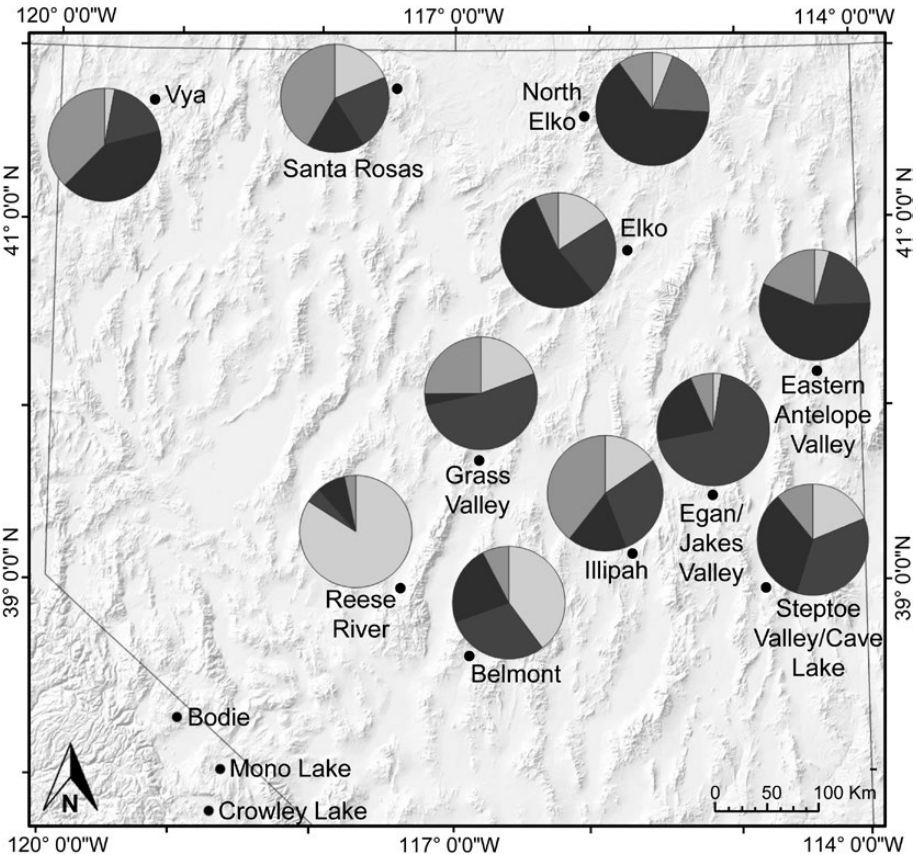 120° 0'0"W 117° 0'0"W 114° 0'0"W
Vya
Santa Rosas
North
Elko
41° 0'0" N
41° 0'0" N
Elko
Eastern
Antelope
Valley
Grass
Valley
Egan/
Jakes
Valley
Illipah
39° 0'0" N
39° 0'0" N
Reese
River
Steptoe
Valley/Cave
Lake
Belmont
Bodie
Mono Lake
Crowley Lake
N
0 50 100 Km
120° 0'0"W 117° 0'0"W 114° 0'0"W